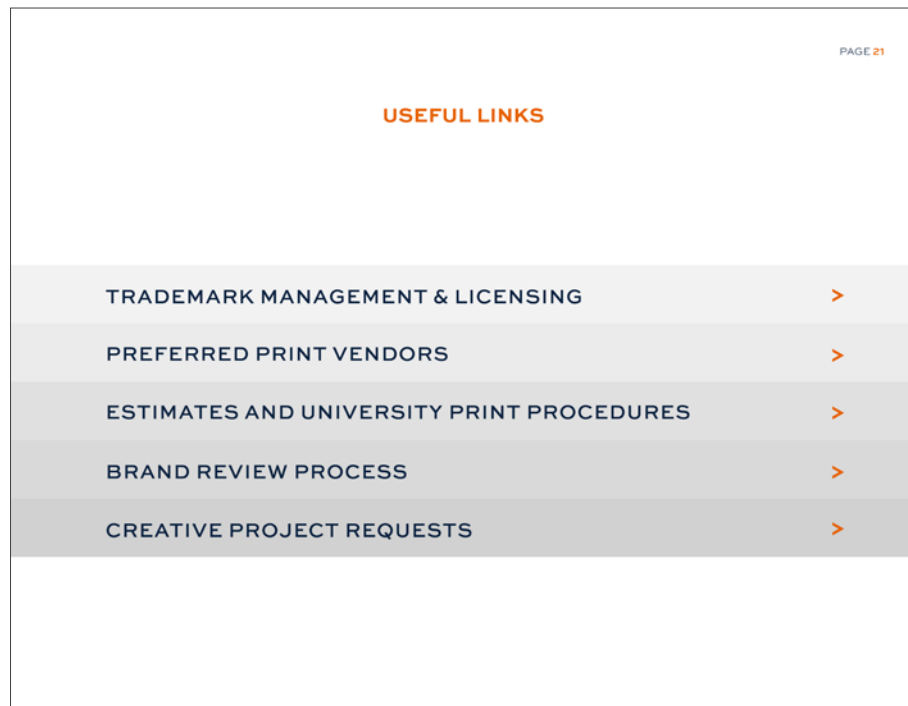 PAGE 21
USEFUL LINKS
TRADEMARK MANAGEMENT & LICENSING >
PREFERRED PRINT VENDORS >
ESTIMATES AND UNIVERSITY PRINT PROCEDURES >
BRAND REVIEW PROCESS >
CREATIVE PROJECT REQUESTS >